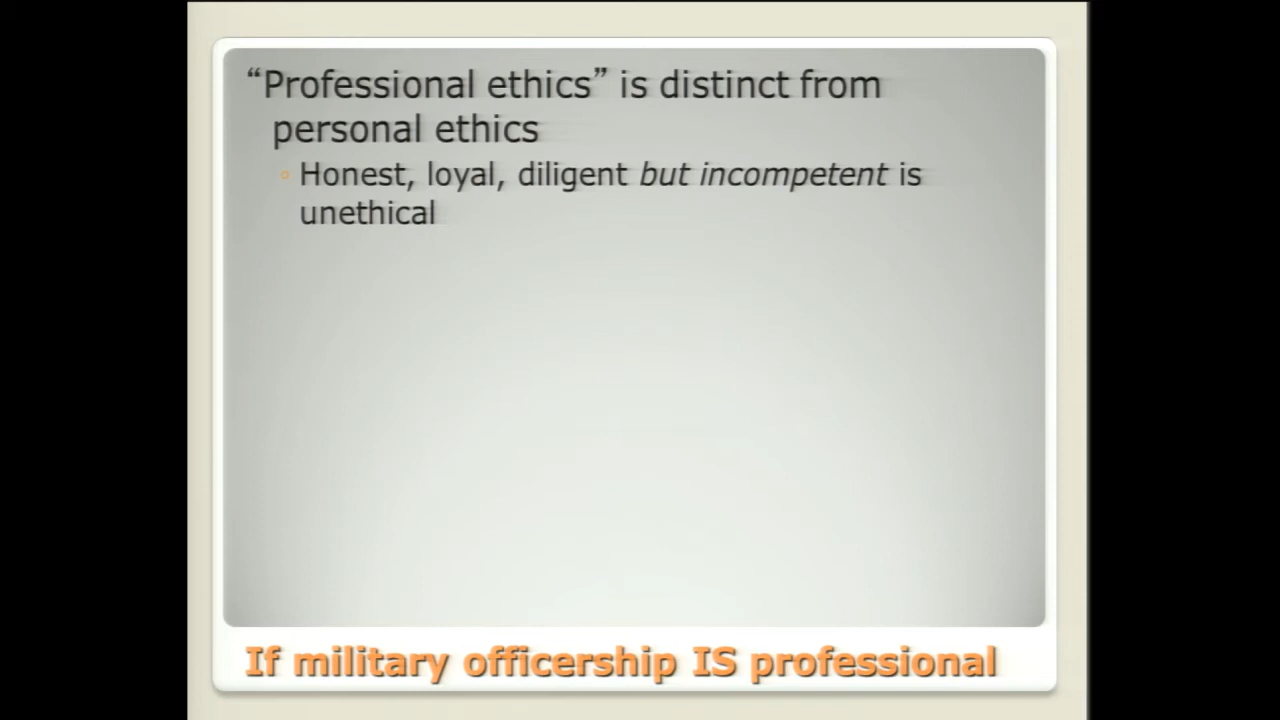 “Professional ethics” is distinct from
personal ethics
◦ Honest, loyal, diligent but incompetent is
unethical
If military officership IS professional